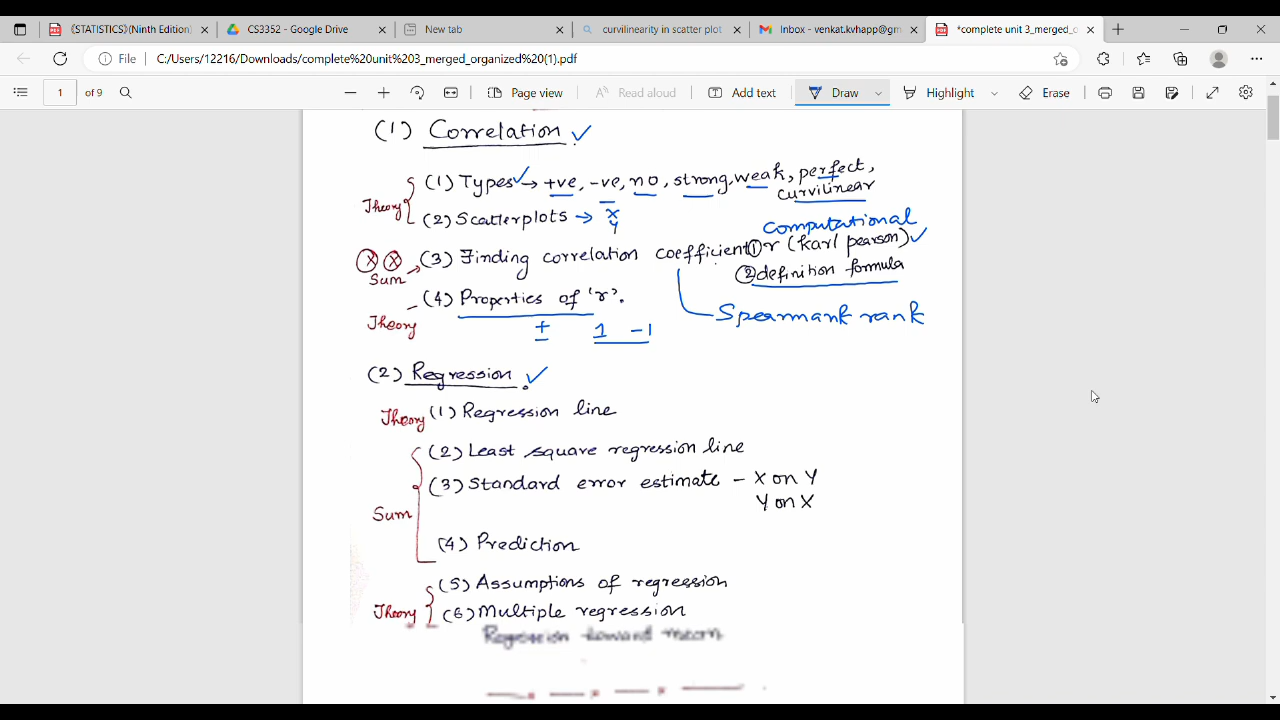 《STATISTICS》(Ninth Edition)
CS3352 - Google Drive
New tab
curvilinearity in scatter plot
Inbox - venkat.kvhapp@gm
*complete unit 3_merged_o
File
C:/Users/12216/Downloads/complete%20unit%203_merged_organized%20(1).pdf
1 of 9
Page view
Read aloud
Add text
Draw
Highlight
Erase
(1) Correlation ✓
Theory
(1) Types → +ve, -ve, no, strong, weak, perfect,
curvilinear
(2) Scatterplots → X
Y
computational
Sum
(3) Finding correlation coefficient ① r (karl pearson) ✓
② definition formula
Theory
(4) Properties of 'r'.
Spearmank rank
+ 1 -1
(2) Regression ✓
Theory (1) Regression line
(2) Least square regression line
(3) Standard error estimate - X on Y
Y on X
Sum
(4) Prediction
(5) Assumptions of regression
Theory (6) Multiple regression
Regression toward mean